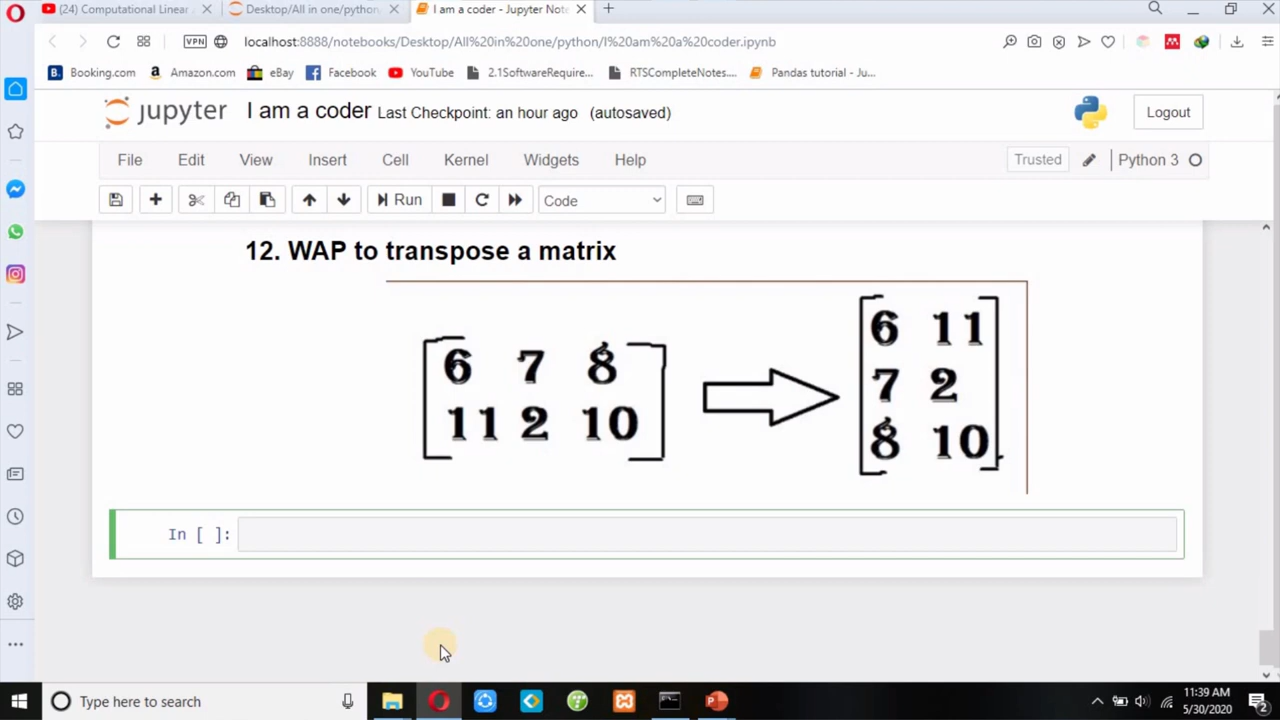 (24) Computational Linear
Desktop/All in one/python
I am a coder - Jupyter Note
VPN
localhost:8888/notebooks/Desktop/All%20in%20one/python/I%20am%20a%20coder.ipynb
B. Booking.com
a Amazon.com
eBay
Facebook
YouTube
2.1SoftwareRequire...
RTSCompleteNotes....
Pandas tutorial - Ju...
jupyter
I am a coder Last Checkpoint: an hour ago (autosaved)
Logout
File Edit View Insert Cell Kernel Widgets Help
Trusted
Python 3
Run
Code
12. WAP to transpose a matrix
6 7 8
11 2 10
6 11
7 2
8 10
In [ ]:
Type here to search
11:39 AM
5/30/2020
2